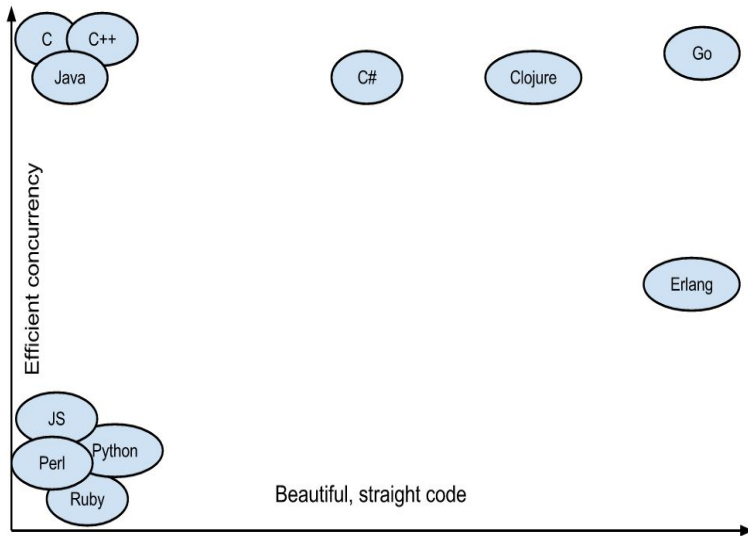 C
C++
Go
Java
C#
Clojure
Efficient concurrency
Erlang
JS
Python
Perl
Ruby
Beautiful, straight code